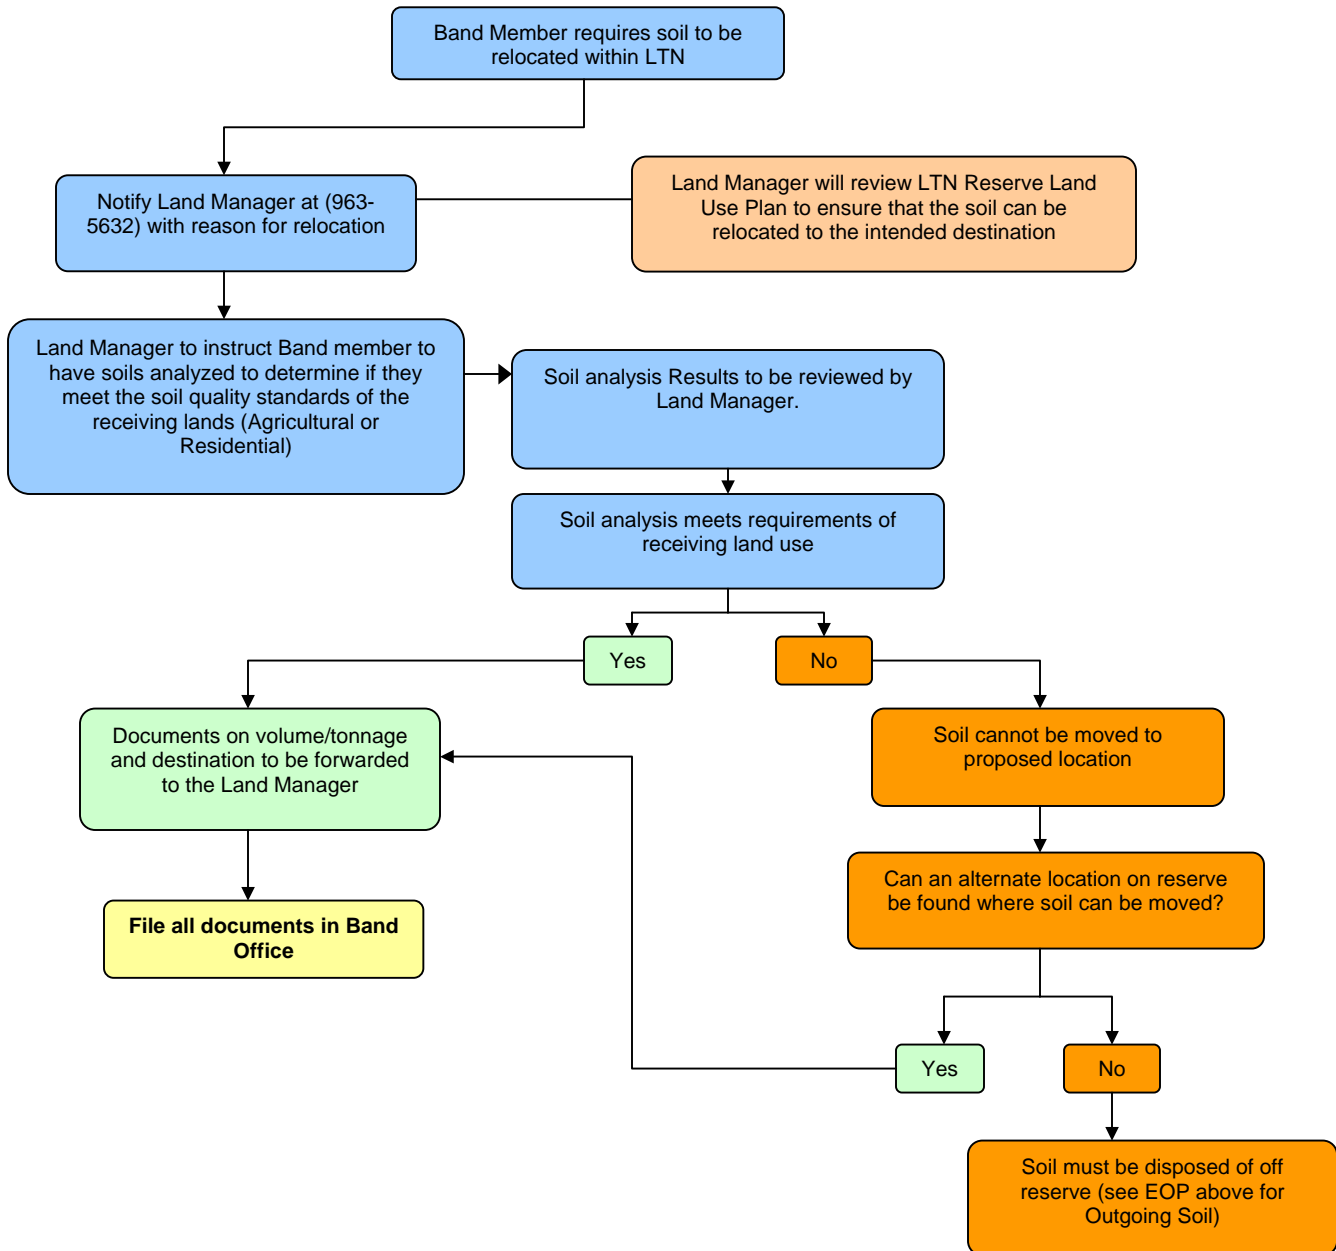 Band Member requires soil to be
relocated within LTN
Notify Land Manager at (963-
5632) with reason for relocation
Land Manager will review LTN Reserve Land
Use Plan to ensure that the soil can be
relocated to the intended destination
Land Manager to instruct Band member to
have soils analyzed to determine if they
meet the soil quality standards of the
receiving lands (Agricultural or
Residential)
Soil analysis Results to be reviewed by
Land Manager.
Soil analysis meets requirements of
receiving land use
Yes
No
Documents on volume/tonnage
and destination to be forwarded
to the Land Manager
Soil cannot be moved to
proposed location
Can an alternate location on reserve
be found where soil can be moved?
File all documents in Band
Office
Yes
No
Soil must be disposed of off
reserve (see EOP above for
Outgoing Soil)